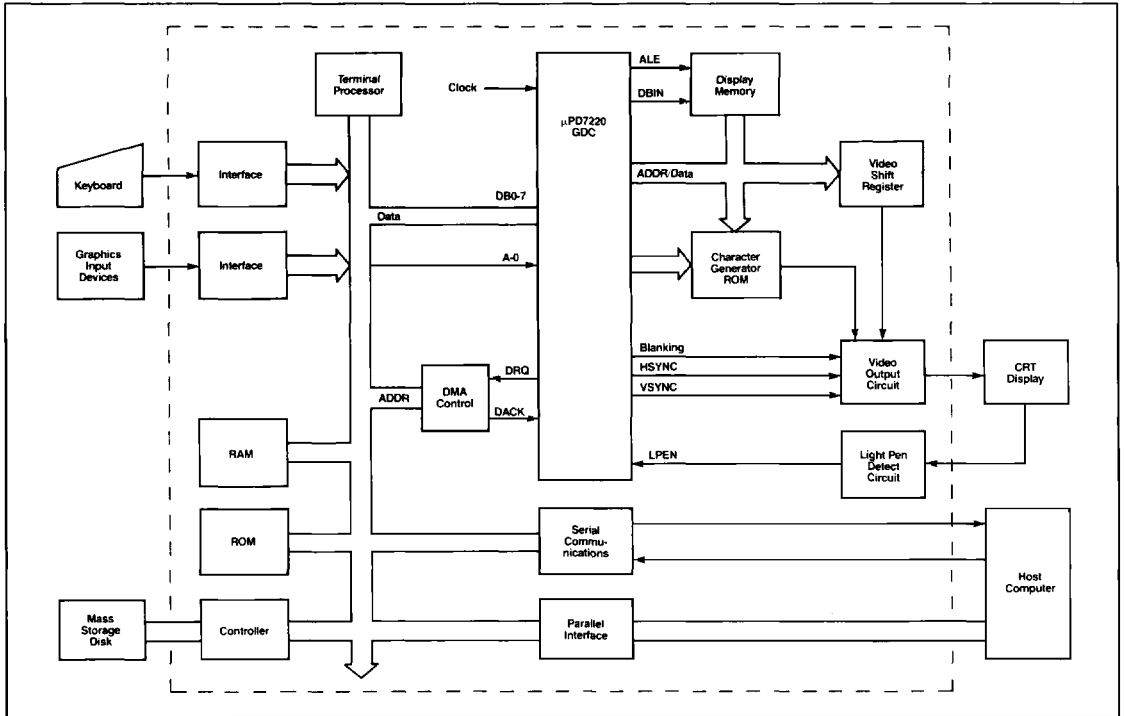 Terminal
Processor
Clock
μPD7220
GDC
ALE
DBIN
Display
Memory
Keyboard
Interface
ADDR/Data
Video
Shift
Register
DB0-7
Data
Graphics
Input
Devices
Interface
A-0
Character
Generator
ROM
Blanking
HSYNC
VSYNC
Video
Output
Circuit
CRT
Display
DRQ
DMA
Control
ADDR
DACK
RAM
LPEN
Light Pen
Detect
Circuit
ROM
Serial
Commu-
nications
Host
Computer
Mass
Storage
Disk
Controller
Parallel
Interface